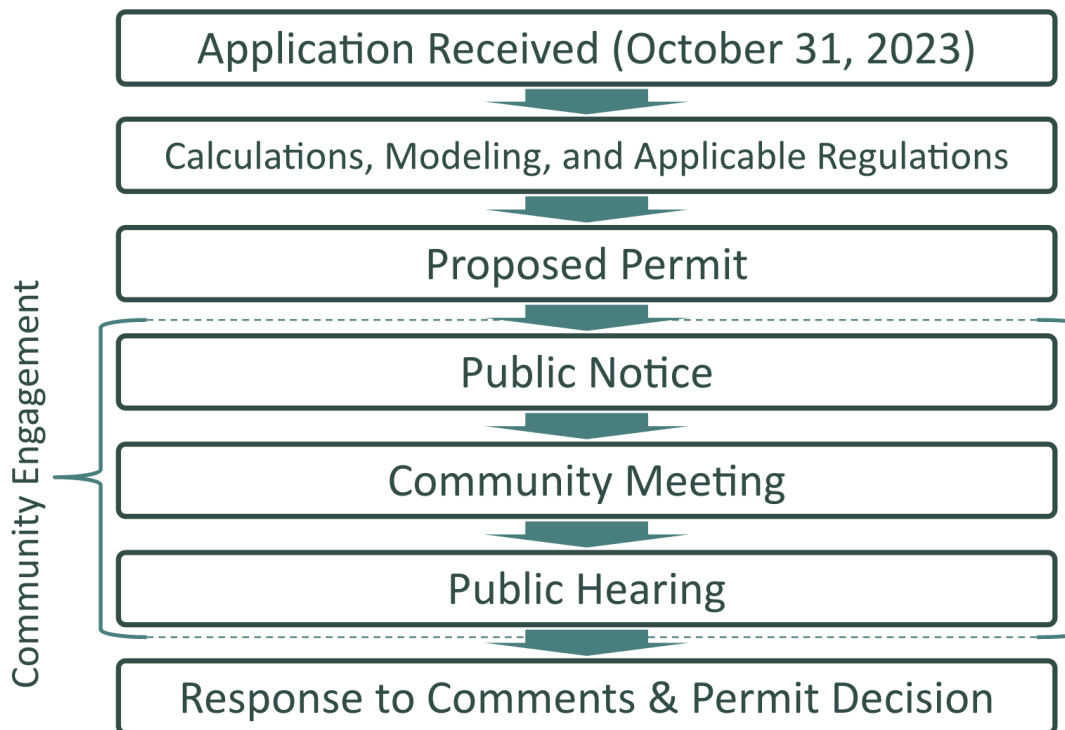 Application Received (October 31, 2023)
Calculations, Modeling, and Applicable Regulations
Proposed Permit
Community Engagement
Public Notice
Community Meeting
Public Hearing
Response to Comments & Permit Decision